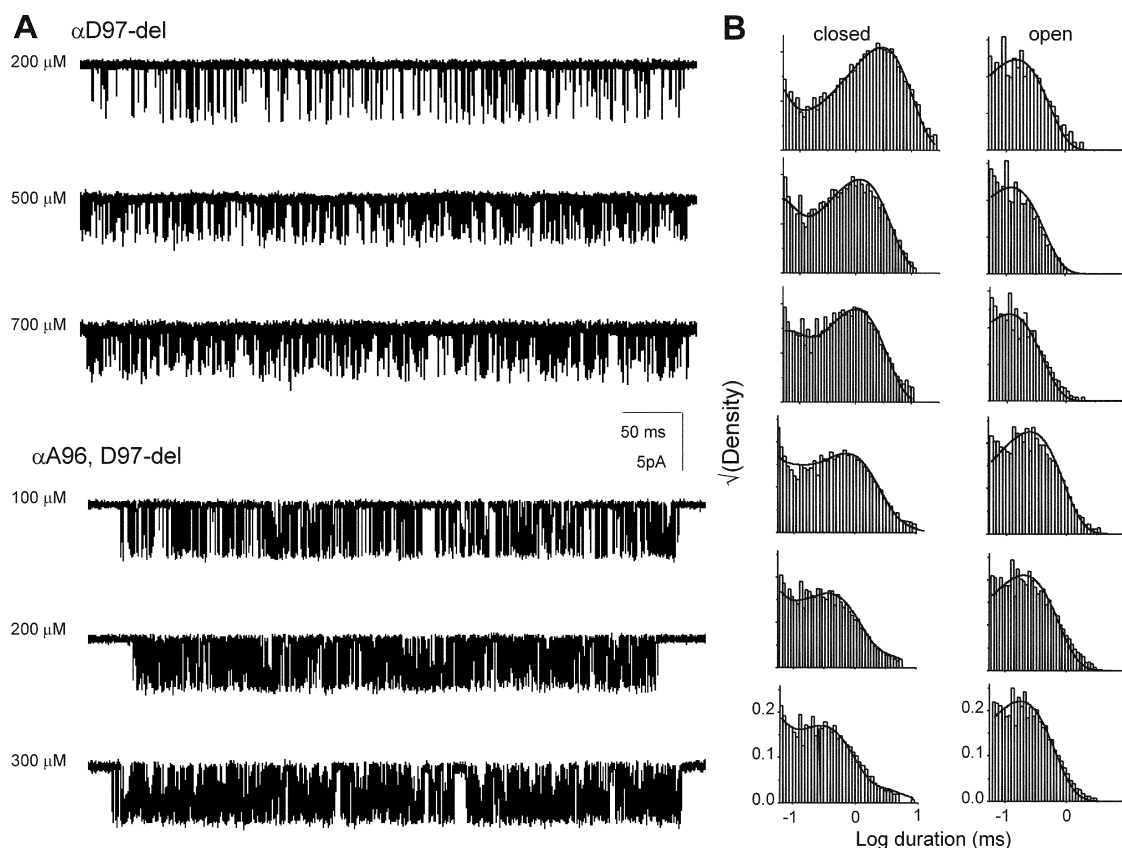 A
αD97-del
200 μM
500 μM
700 μM
50 ms
5pA
αA96, D97-del
100 μM
200 μM
300 μM
B
closed
open
√(Density)
0.2
0.1
0.0
0.2
0.1
0.0
-1
0
1
-1
0
Log duration (ms)